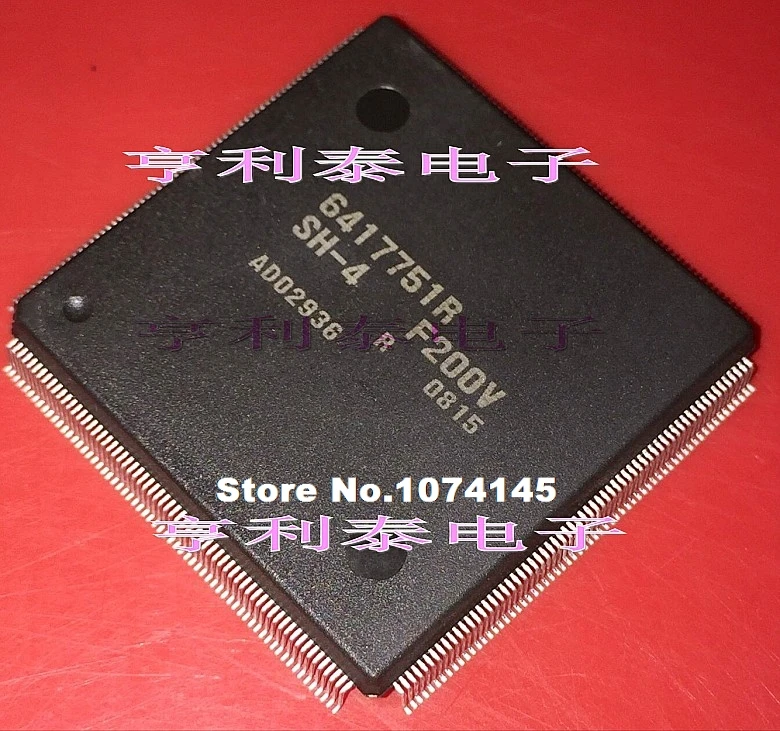 亨利泰电子
6417751R
SH-4 F200V
AD02936 R 0815
亨利泰电子
Store No.1074145
亨利泰电子